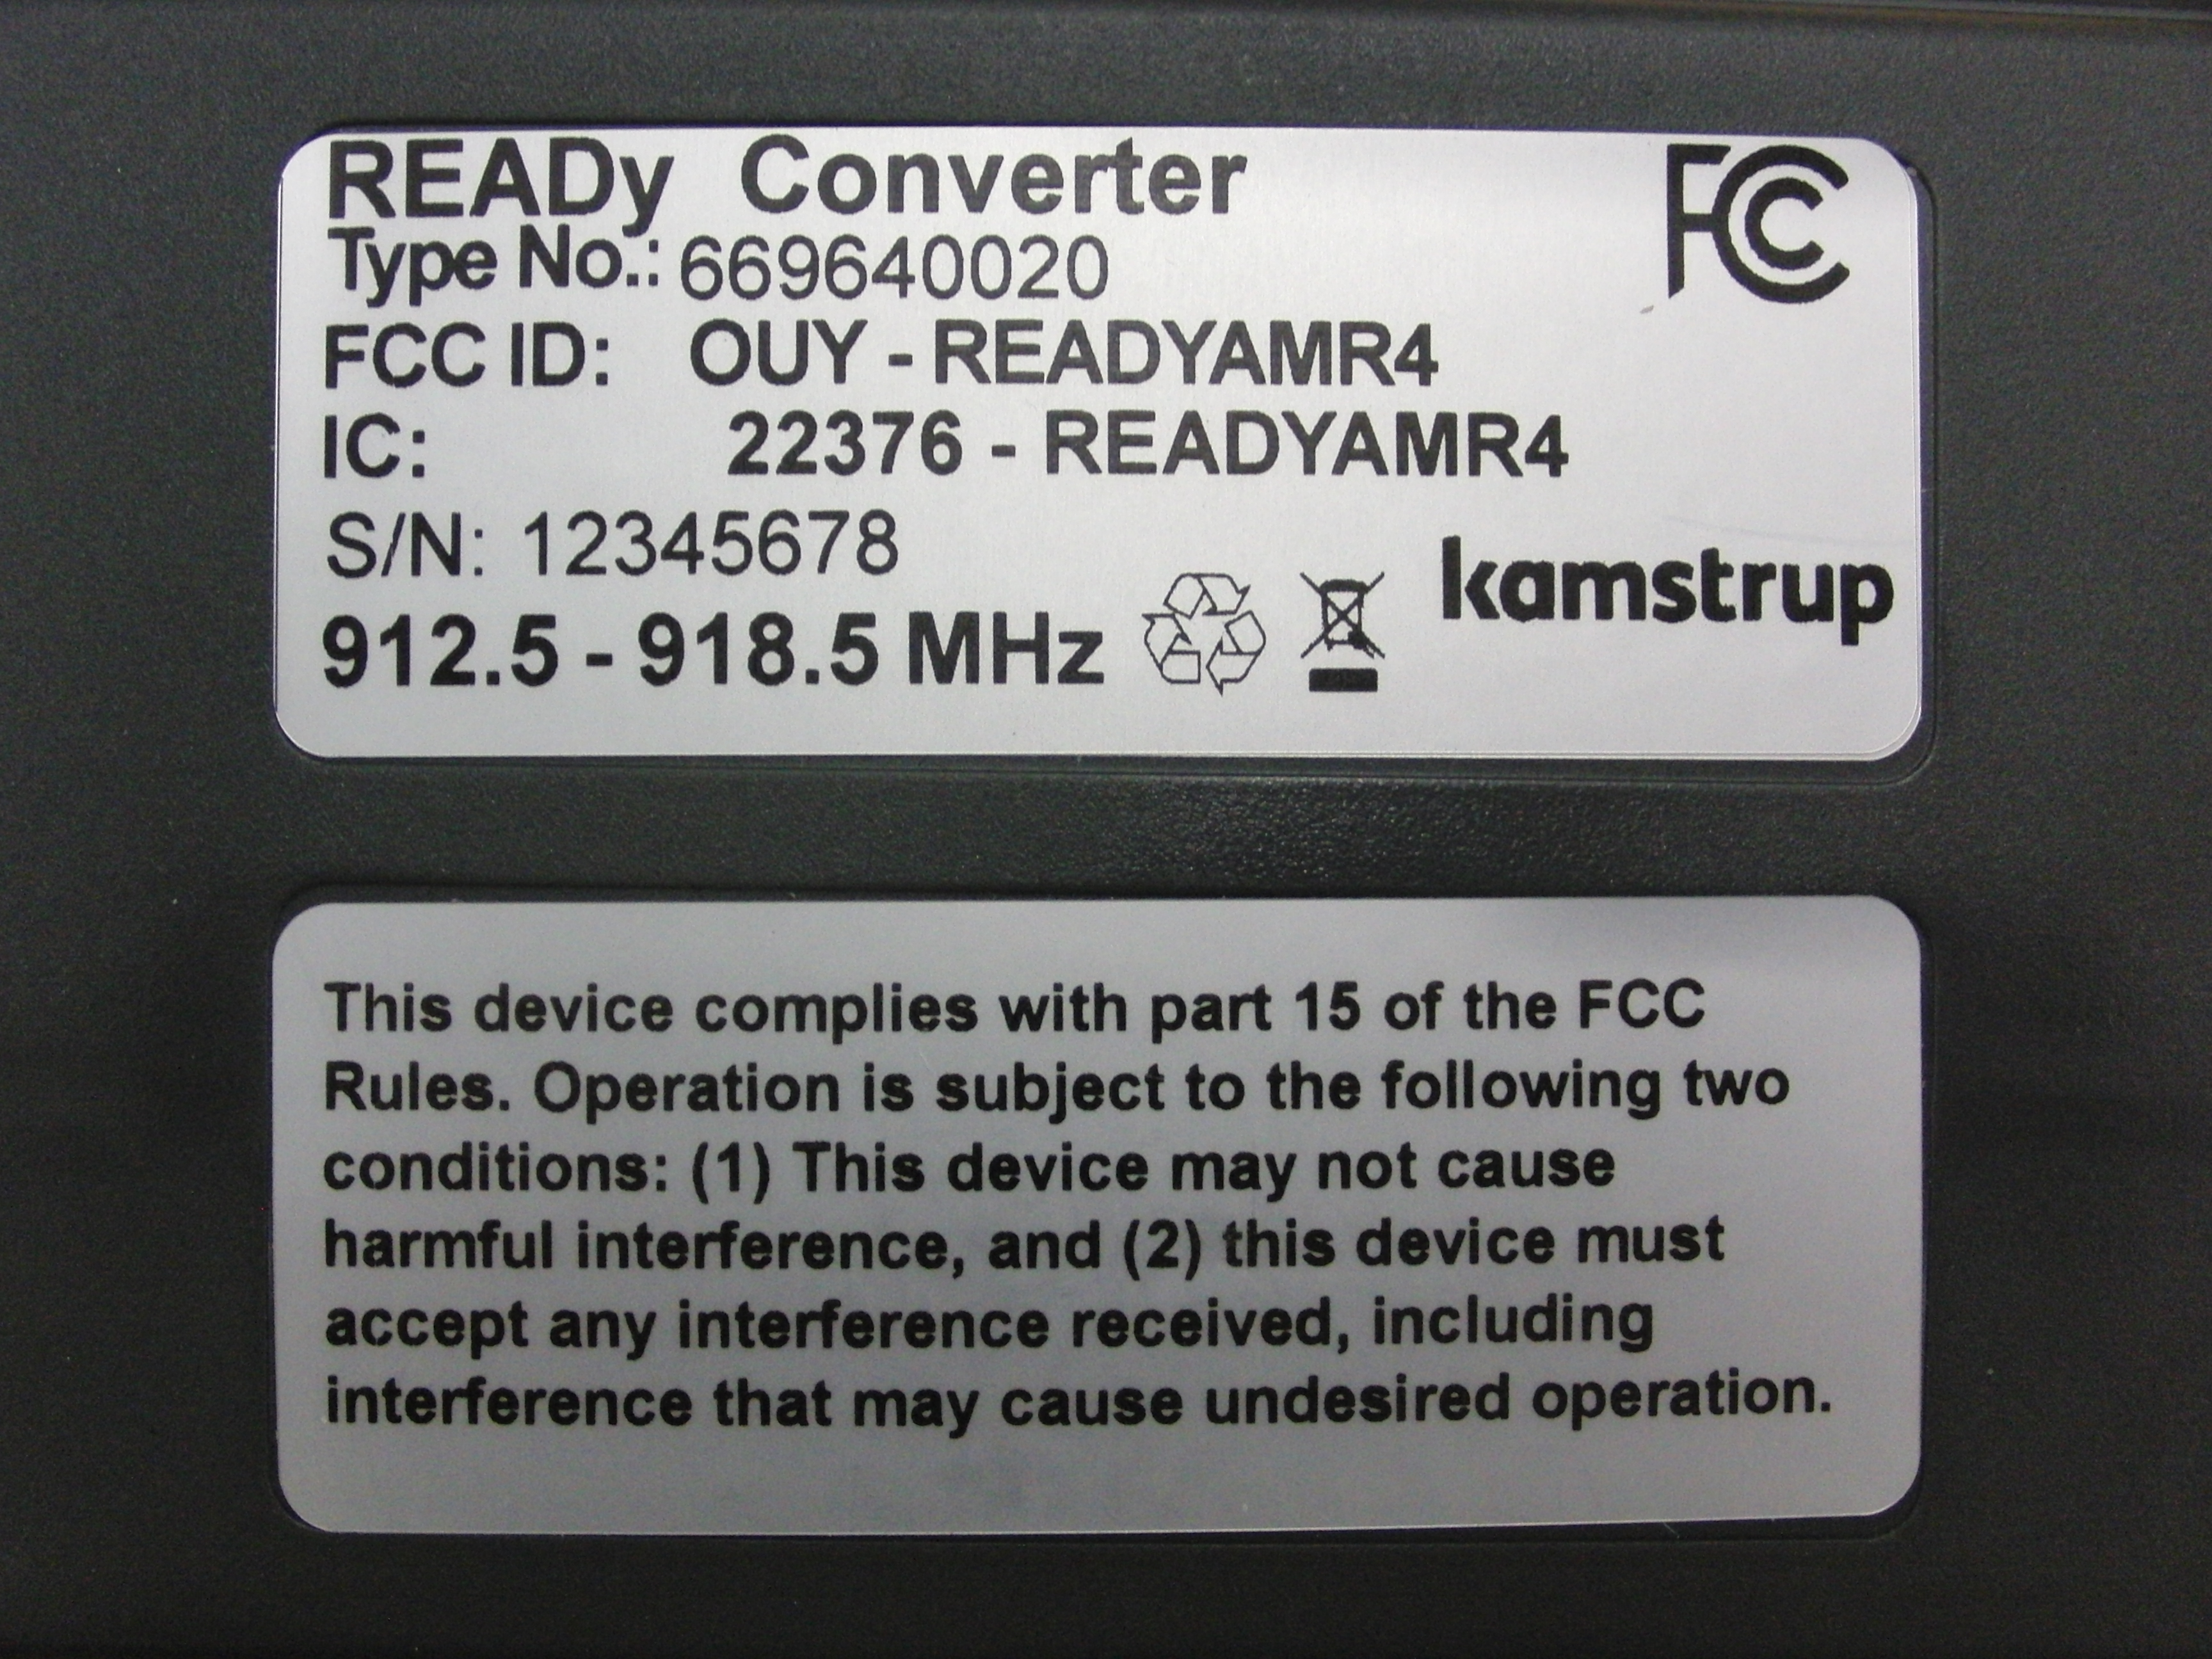 READy Converter
FCC
Type No.: 669640020
FCC ID: OUY - READYAMR4
IC: 22376 - READYAMR4
S/N: 12345678
kamstrup
912.5 - 918.5 MHz
This device complies with part 15 of the FCC
Rules. Operation is subject to the following two
conditions: (1) This device may not cause
harmful interference, and (2) this device must
accept any interference received, including
interference that may cause undesired operation.